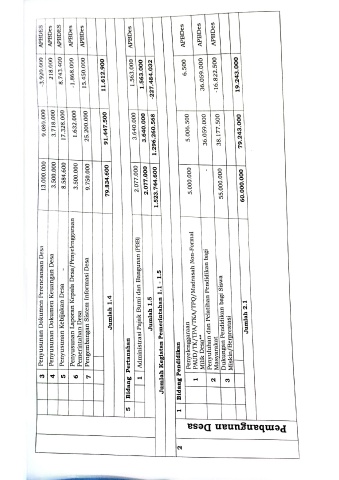 3 Penyusunan Dokumen Perencanaan Desa 13.000.000 9.080.000 -3.920.000 APBDES
4 Penyusunan Dokumen Keuangan Desa 3.500.000 3.718.000 218.000 APBDes
5 Penyusunan Kebijakan Desa 8.584.600 17.328.000 8.743.400 APBDES
6 Penyusunan Laporan Kepala Desa/Penyelenggaraan Pemerintahan Desa 3.500.000 1.632.000 -1.868.000 APBDes
7 Pengembangan Sistem Informasi Desa 9.750.000 25.200.000 15.450.000 APBDes
Jumlah 1.4 79.834.600 91.447.500 11.612.900
5 Bidang Pertanahan
1 Administrasi Pajak Bumi dan Bangunan (PBB) 2.077.000 3.640.000 1.563.000 APBDes
Jumlah 1.5 2.077.000 3.640.000 1.563.000
Jumlah Kegiatan Pemerintahan 1.1 - 1.5 1.523.744.600 1.296.260.568 -227.484.032
2 Pembangunan Desa
1 Bidang Pendidikan
1 Penyelenggaraan
PAUD/TK/TPA/TKA/TPQ/Madrasah Non-Formal
Milik Desa** 5.000.000 5.006.500 6.500 APBDes
2 Penyuluhan dan Pelatihan Pendidikan bagi
Masyarakat - 36.059.000 36.059.000 APBDes
3 Dukungan Pendidikan bagi Siswa
Miskin/Berprestasi 55.000.000 38.177.500 -16.822.500 APBDes
Jumlah 2.1 60.000.000 79.243.000 19.243.000